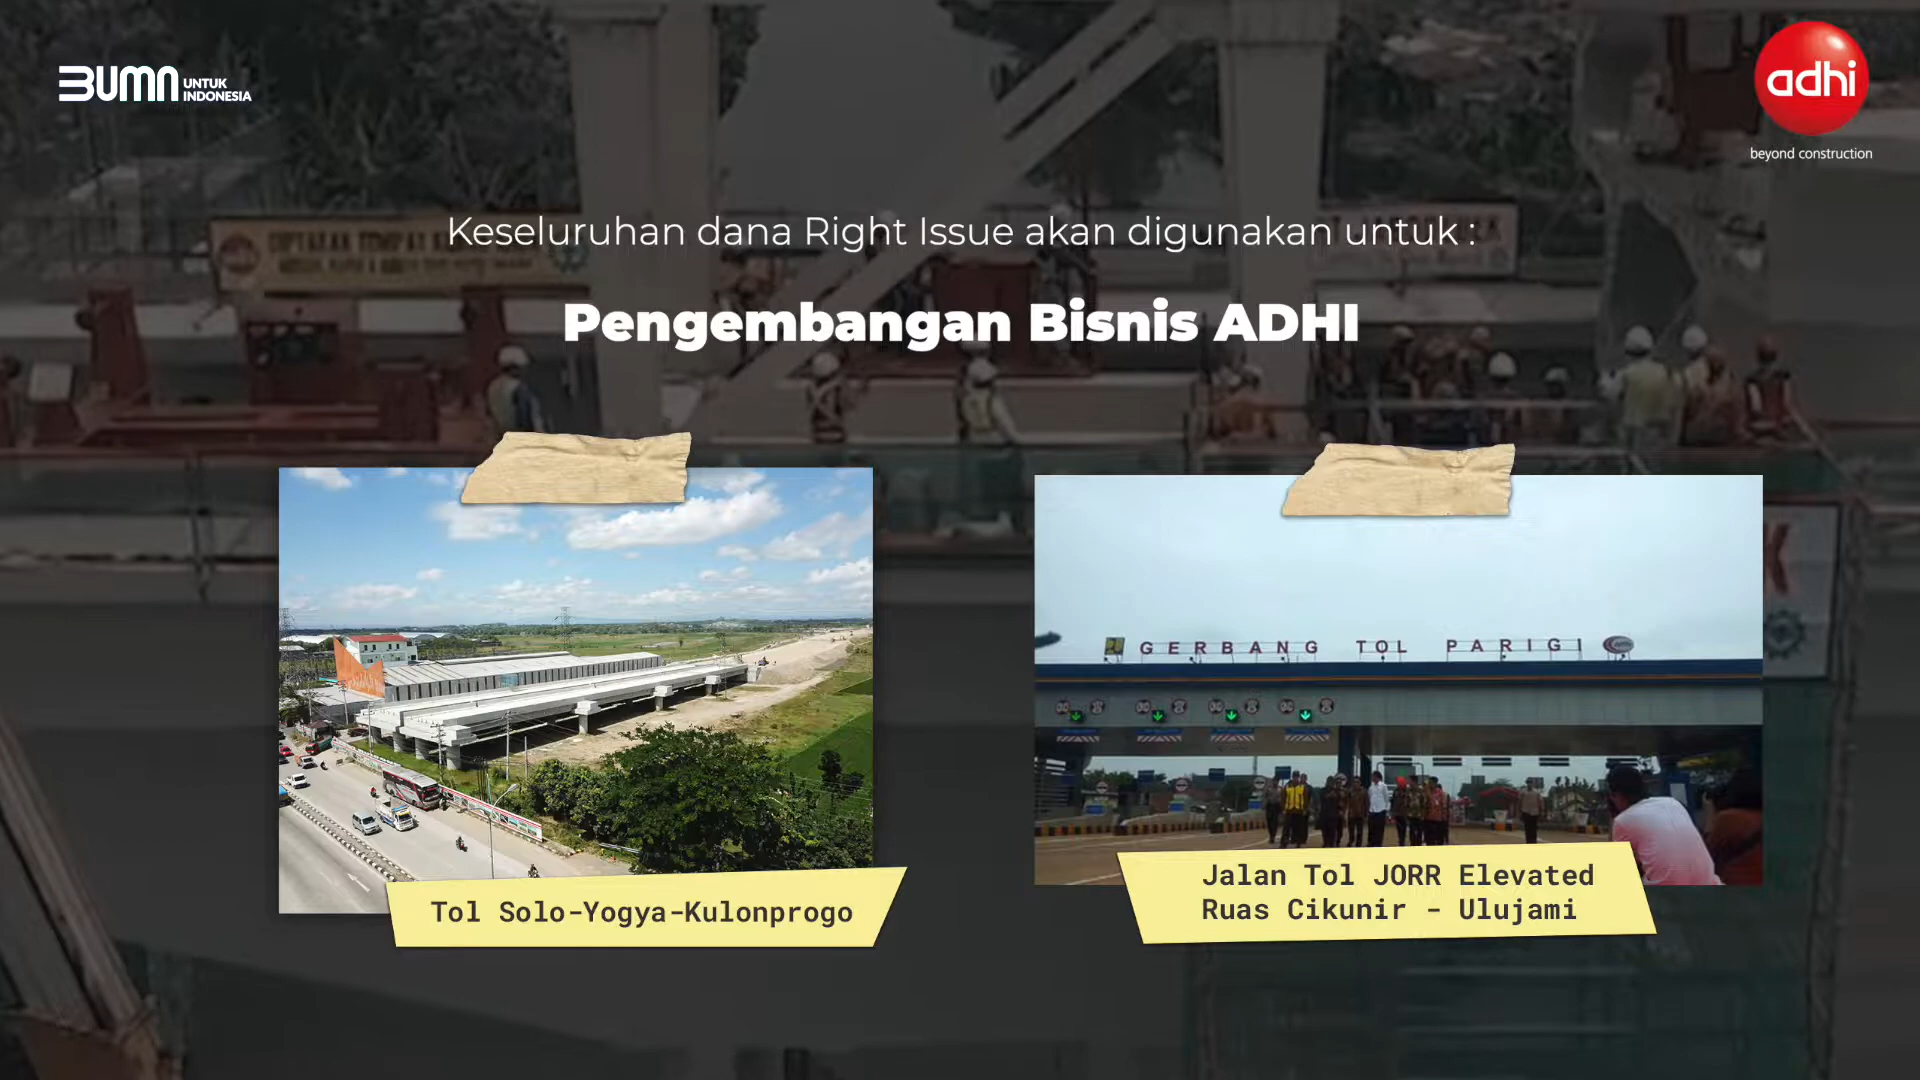 BUMN UNTUK
INDONESIA
adhi
beyond construction
Keseluruhan dana Right Issue akan digunakan untuk :
Pengembangan Bisnis ADHI
GERBANG TOL PARIGI
Tol Solo-Yogya-Kulonprogo
Jalan Tol JORR Elevated
Ruas Cikunir - Ulujami